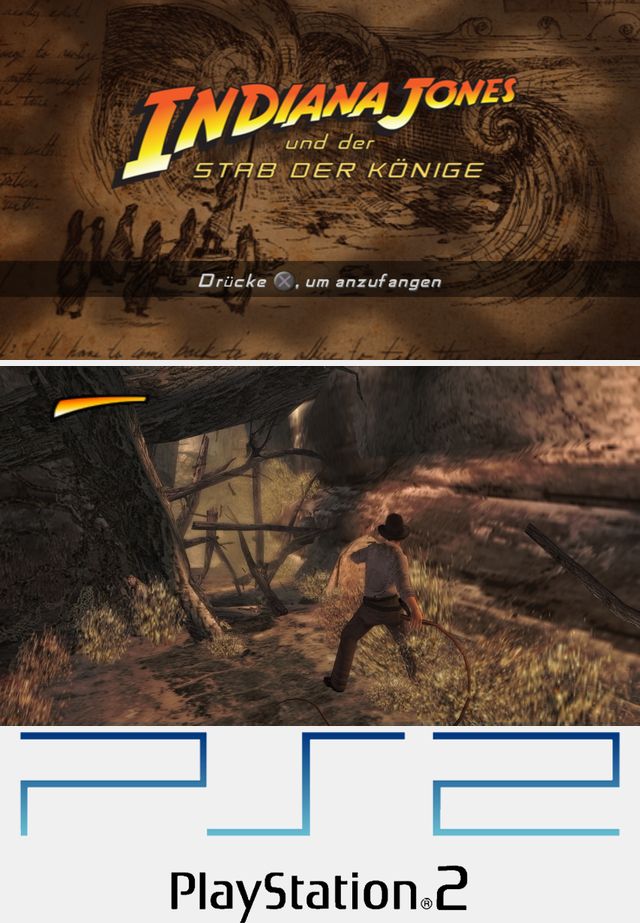 INDIANA JONES
und der
STAB DER KÖNIGE
Drücke ⓧ, um anzufangen
PS2
PlayStation®2